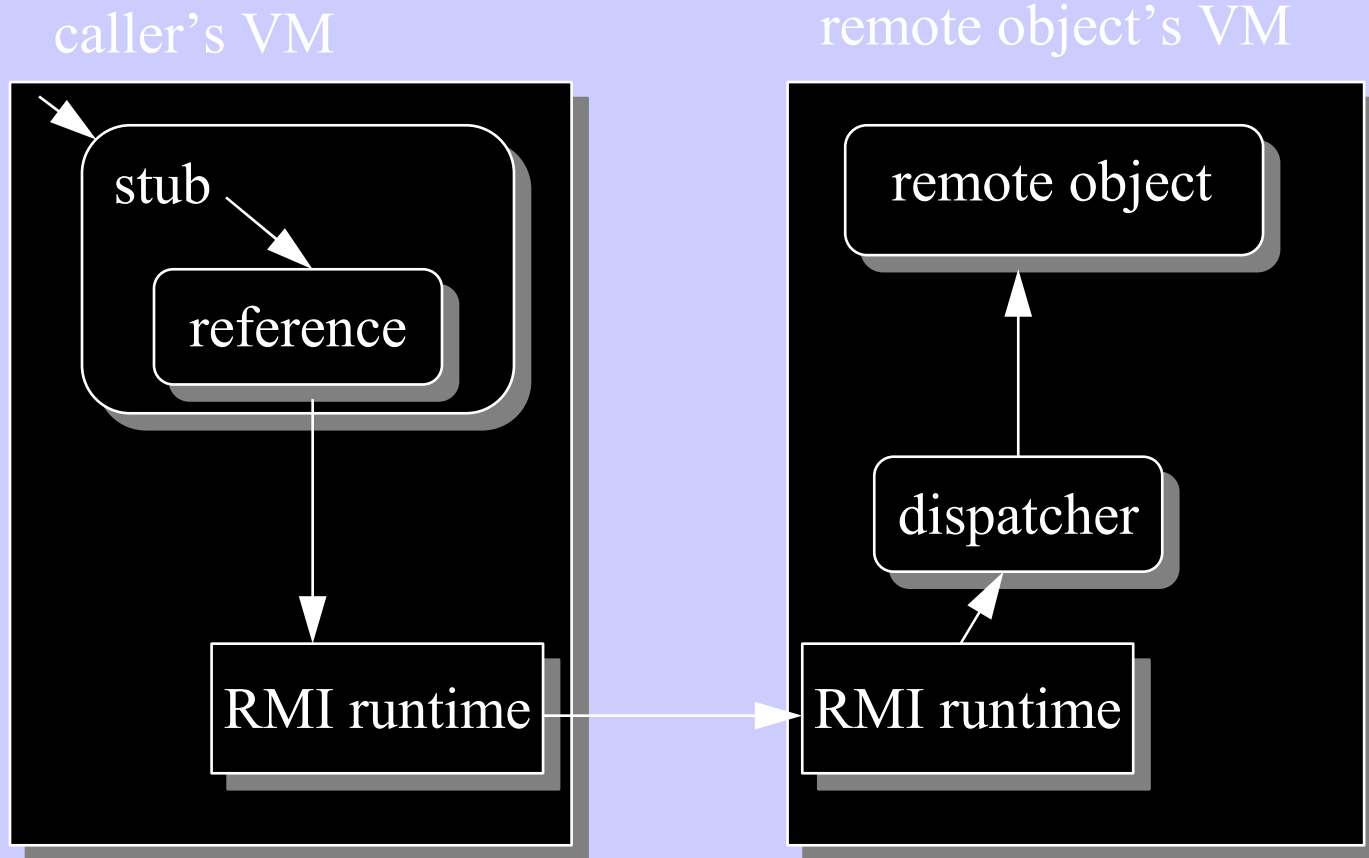 caller’s VM
stub
reference
RMI runtime
remote object’s VM
remote object
dispatcher
RMI runtime